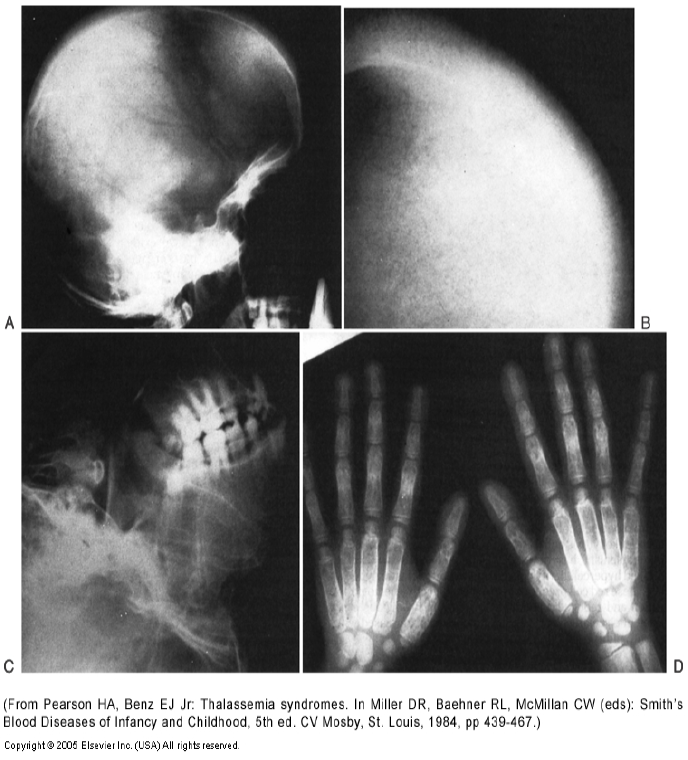 A
B
C
D
(From Pearson HA, Benz EJ Jr: Thalassemia syndromes. In Miller DR, Baehner RL, McMillan CW (eds): Smith's
Blood Diseases of Infancy and Childhood, 5th ed. CV Mosby, St. Louis, 1984, pp 439-467.)
Copyright © 2005 Elsevier Inc. (USA) All rights reserved.